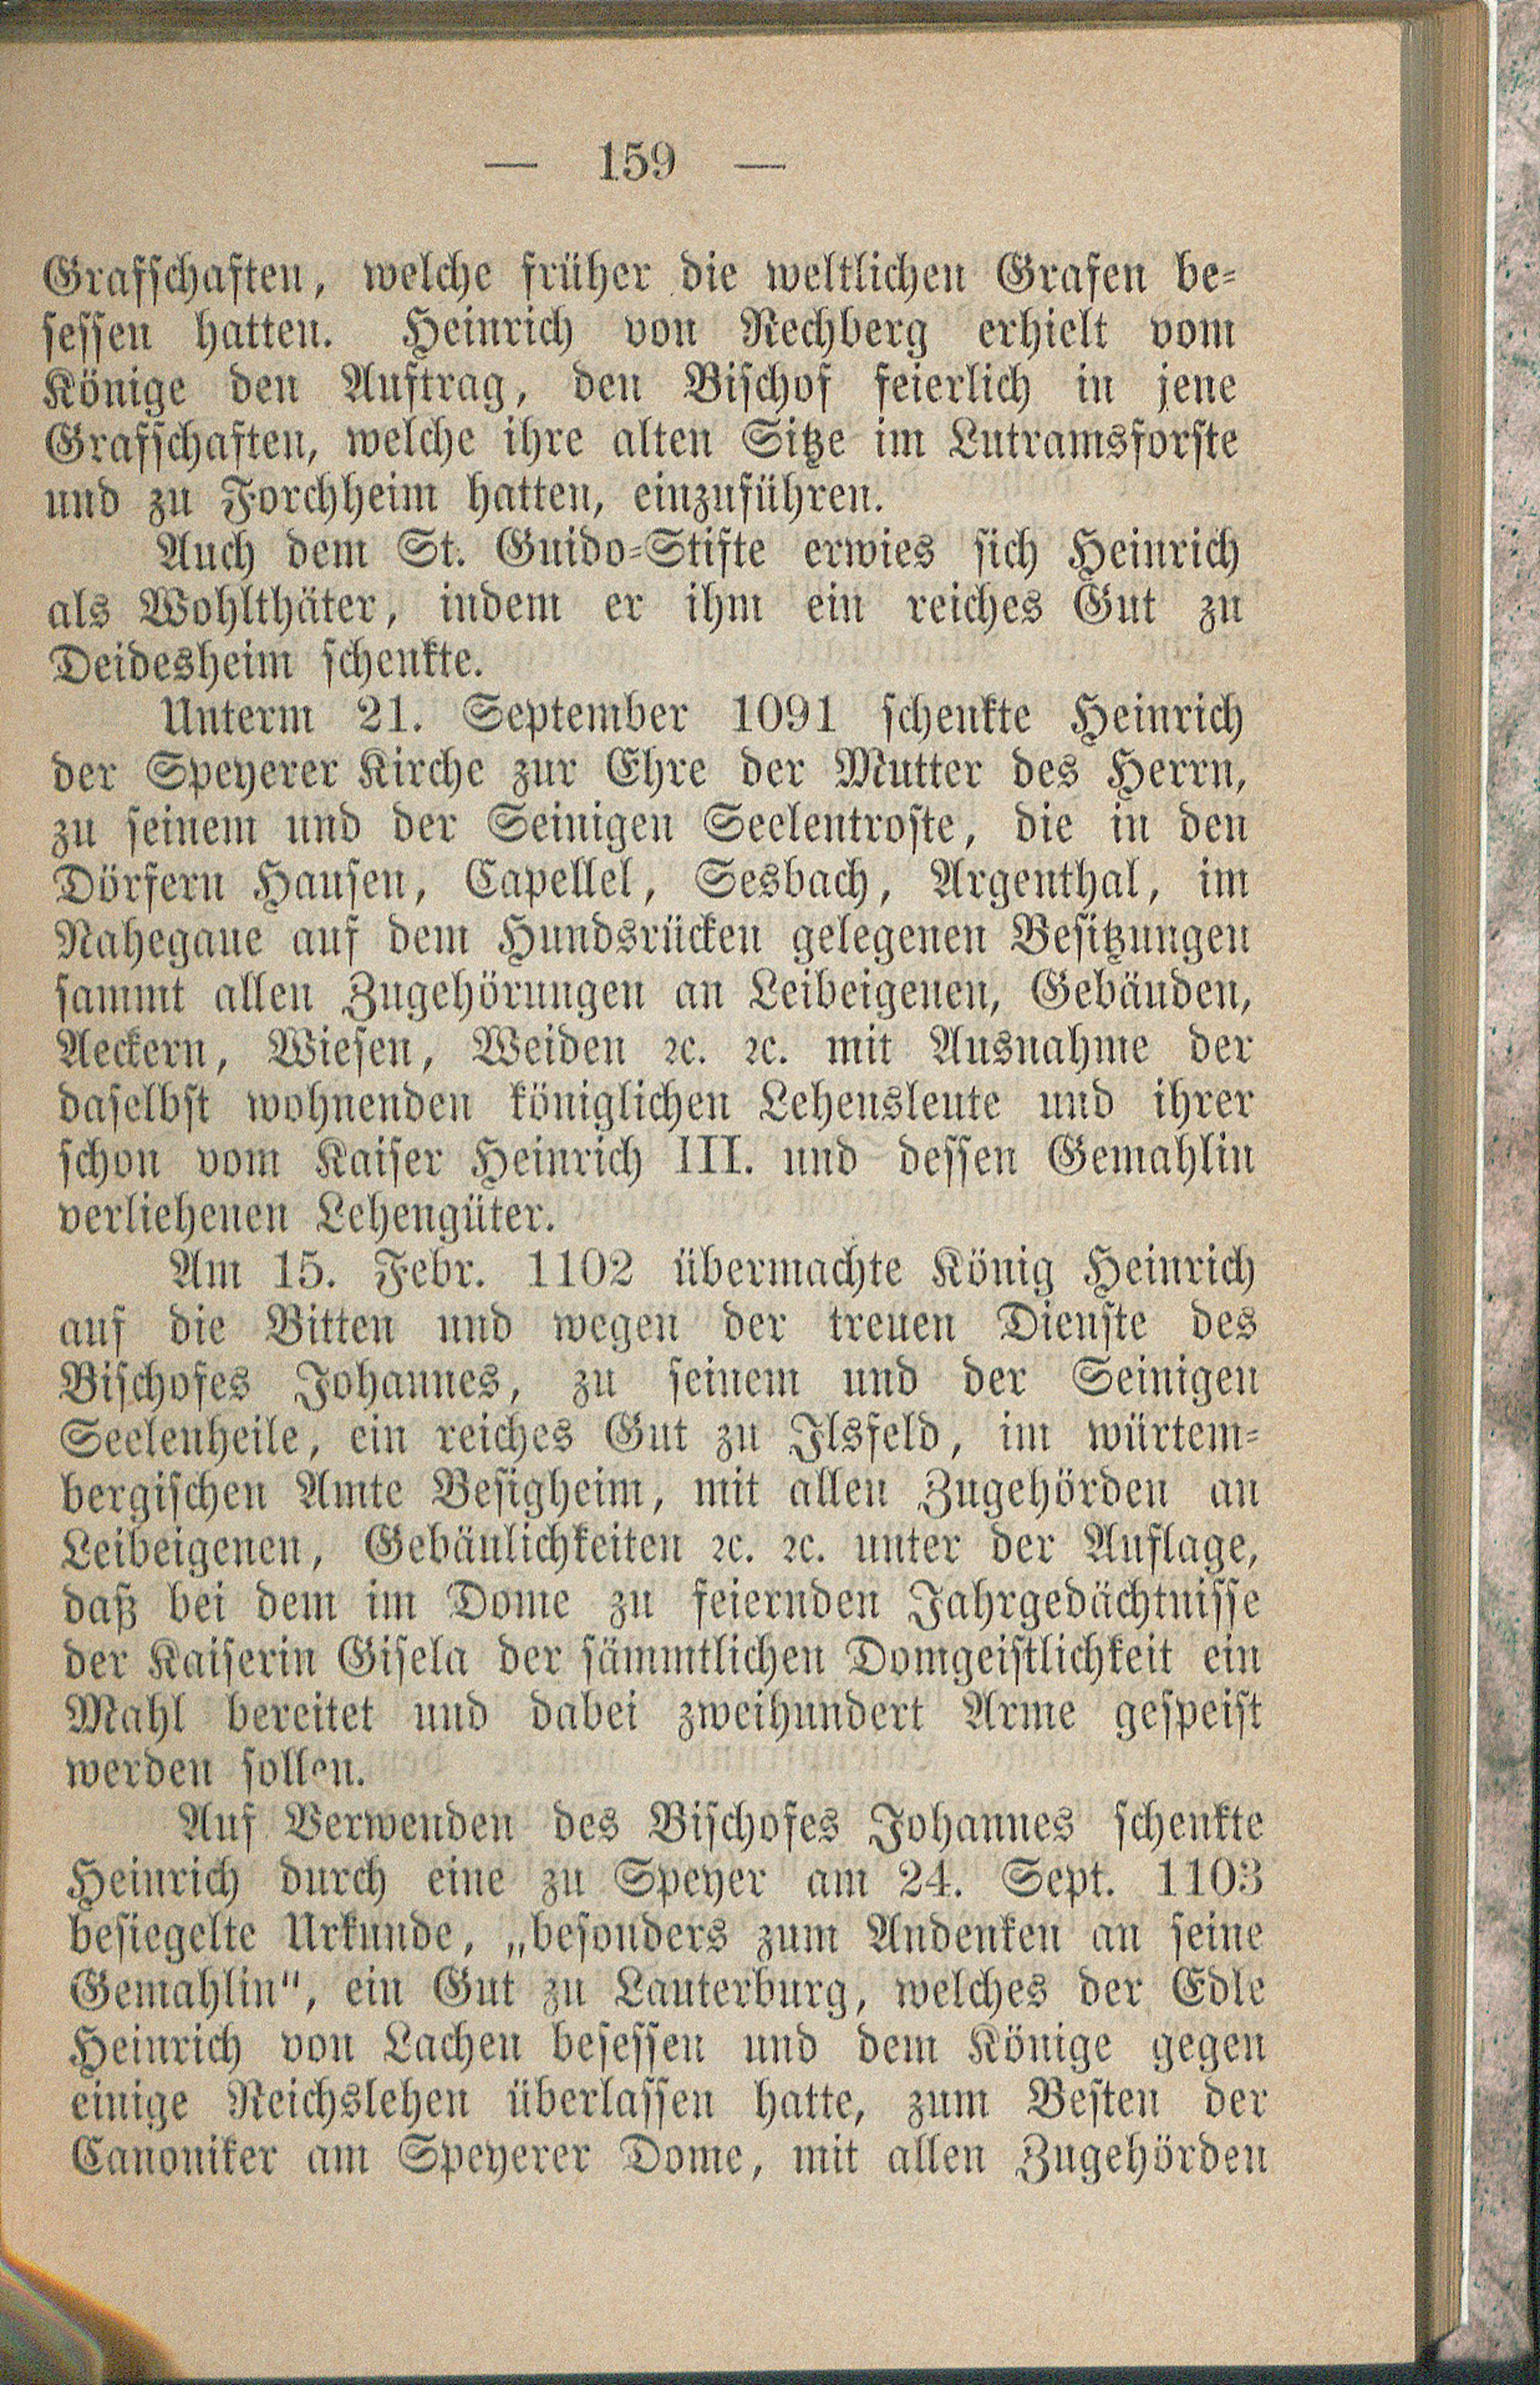 — 159 —
Grafschaften, welche früher die weltlichen Grafen be-
sessen hatten. Heinrich von Rechberg erhielt vom
Könige den Auftrag, den Bischof feierlich in jene
Grafschaften, welche ihre alten Sitze im Lutramsforste
und zu Forchheim hatten, einzuführen.
Auch dem St. Guido-Stifte erwies sich Heinrich
als Wohlthäter, indem er ihm ein reiches Gut zu
Deidesheim schenkte.
Unterm 21. September 1091 schenkte Heinrich
der Speyerer Kirche zur Ehre der Mutter des Herrn,
zu seinem und der Seinigen Seelentroste, die in den
Dörfern Hausen, Capellel, Sesbach, Argenthal, im
Nahegaue auf dem Hundsrücken gelegenen Besitzungen
sammt allen Zugehörungen an Leibeigenen, Gebäuden,
Aeckern, Wiesen, Weiden ꝛc. ꝛc. mit Ausnahme der
daselbst wohnenden königlichen Lehensleute und ihrer
schon vom Kaiser Heinrich III. und dessen Gemahlin
verliehenen Lehengüter.
Am 15. Febr. 1102 übermachte König Heinrich
auf die Bitten und wegen der treuen Dienste des
Bischofes Johannes, zu seinem und der Seinigen
Seelenheile, ein reiches Gut zu Ilsfeld, im würtem-
bergischen Amte Besigheim, mit allen Zugehörden an
Leibeigenen, Gebäulichkeiten ꝛc. ꝛc. unter der Auflage,
daß bei dem im Dome zu feiernden Jahrgedächtnisse
der Kaiserin Gisela der sämmtlichen Domgeistlichkeit ein
Mahl bereitet und dabei zweihundert Arme gespeist
werden sollen.
Auf Verwenden des Bischofes Johannes schenkte
Heinrich durch eine zu Speyer am 24. Sept. 1103
besiegelte Urkunde, „besonders zum Andenken an seine
Gemahlin", ein Gut zu Lauterburg, welches der Edle
Heinrich von Lachen besessen und dem Könige gegen
einige Reichslehen überlassen hatte, zum Besten der
Canoniker am Speyerer Dome, mit allen Zugehörden